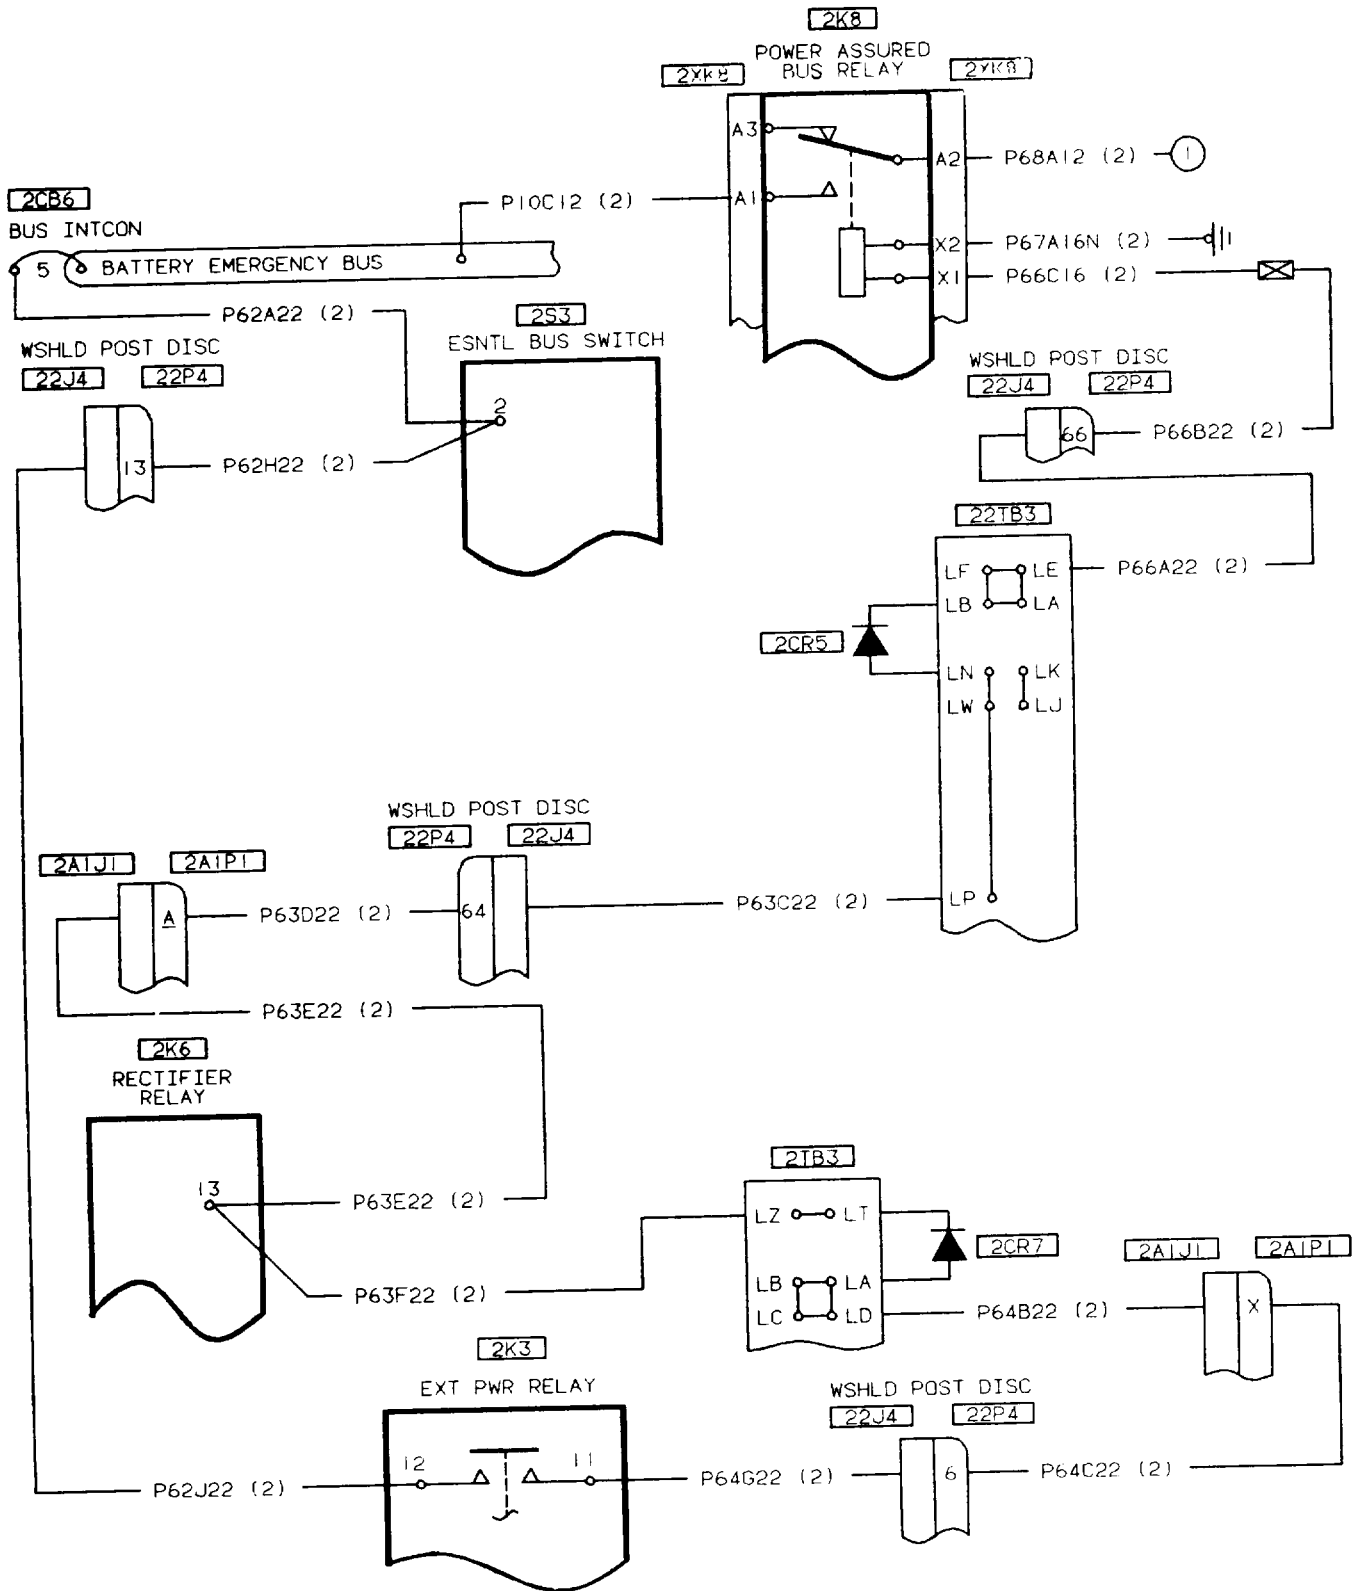 2K8
POWER ASSURED
BUS RELAY
2XK8
2XK8
A3
A2
P68A12 (2)
1
A1
P10C12 (2)
2CB6
BUS INTCON
5
BATTERY EMERGENCY BUS
X2
P67A16N (2)
1
X1
P66C16 (2)
P62A22 (2)
2S3
ESNTL BUS SWITCH
2
WSHLD POST DISC
22J4
22P4
13
P62H22 (2)
WSHLD POST DISC
22J4
22P4
66
P66B22 (2)
22TB3
LF
LE
P66A22 (2)
LB
LA
2CR5
LN
LK
LW
LJ
LP
WSHLD POST DISC
22P4
22J4
2A1J1
2A1P1
A
P63D22 (2)
64
P63C22 (2)
P63E22 (2)
2K6
RECTIFIER
RELAY
13
P63E22 (2)
P63F22 (2)
2TB3
LZ
LT
2CR7
2A1J1
2A1P1
LB
LA
LC
LD
P64B22 (2)
X
2K3
EXT PWR RELAY
12
11
P62J22 (2)
P64G22 (2)
WSHLD POST DISC
22J4
22P4
6
P64C22 (2)